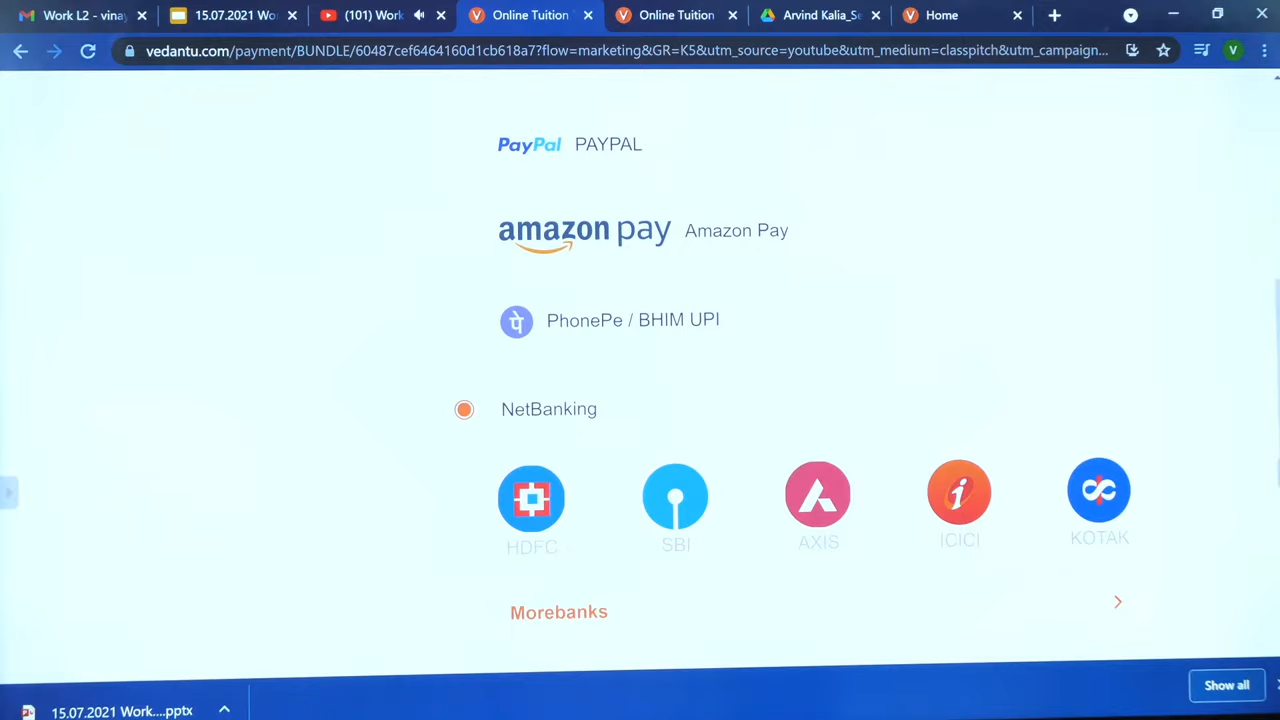 Work L2 - vinay
15.07.2021 Wo
(101) Work
Online Tuition
Online Tuition
Arvind Kalia_Se
Home
vedantu.com/payment/BUNDLE/60487cef6464160d1cb618a7?flow=marketing&GR=K5&utm_source=youtube&utm_medium=classpitch&utm_campaign...
V
PayPal PAYPAL
amazon pay Amazon Pay
पे PhonePe / BHIM UPI
NetBanking
HDFC SBI AXIS ICICI KOTAK
Morebanks
15.07.2021 Work....pptx
Show all